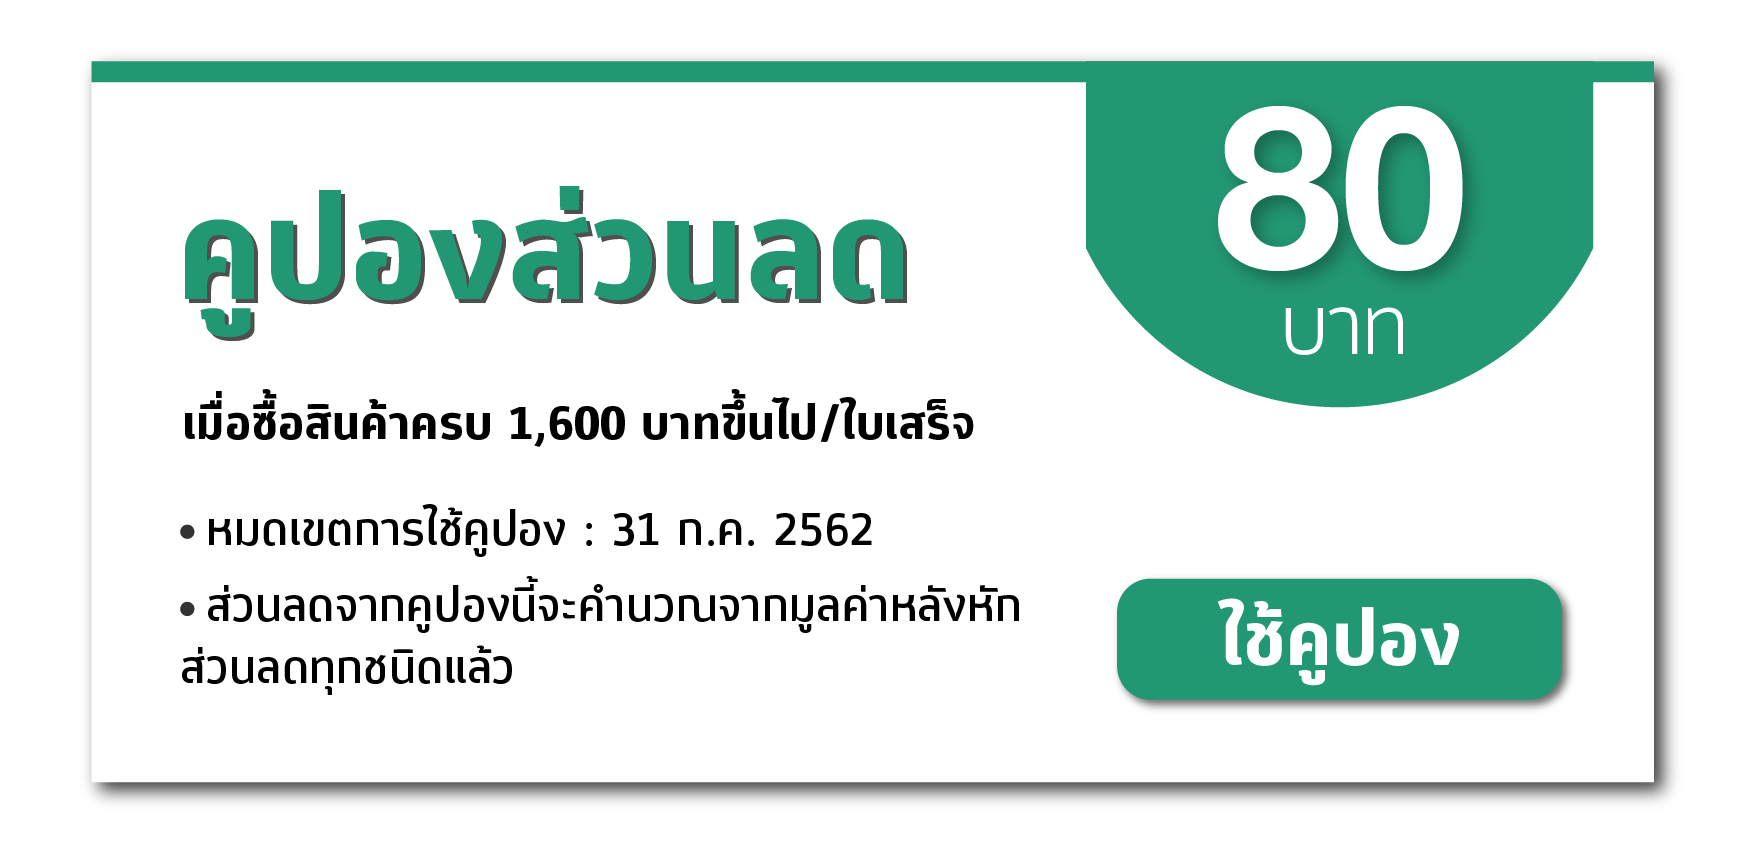 80
บาท
คูปองส่วนลด
เมื่อซื้อสินค้าครบ 1,600 บาทขึ้นไป/ใบเสร็จ
• หมดเขตการใช้คูปอง : 31 ก.ค. 2562
• ส่วนลดจากคูปองนี้จะคำนวณจากมูลค่าหลังหัก
ส่วนลดทุกชนิดแล้ว
ใช้คูปอง